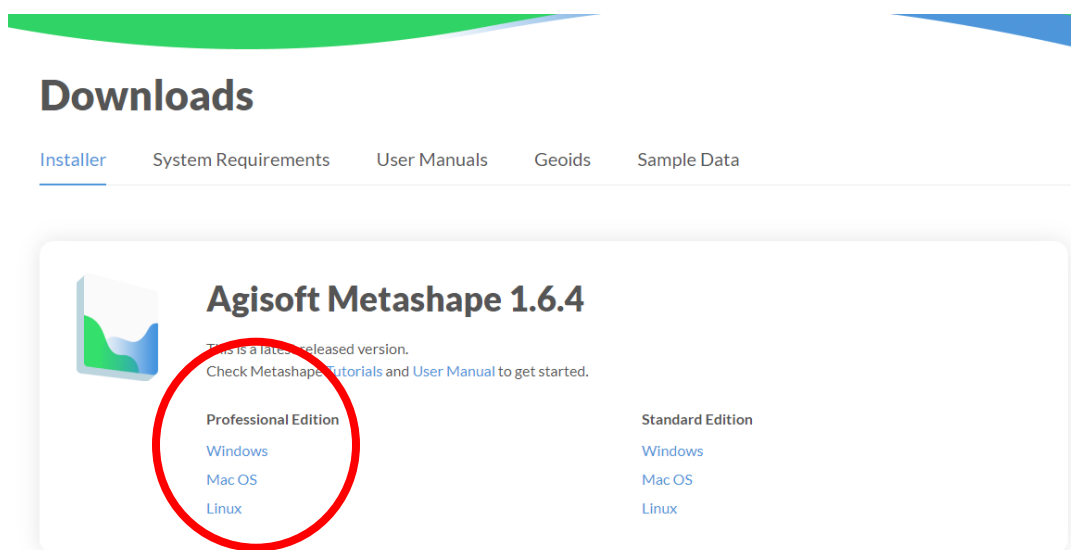 Downloads
Installer System Requirements User Manuals Geoids Sample Data
Agisoft Metashape 1.6.4
This is a latest released version.
Check Metashape Tutorials and User Manual to get started.
Professional Edition
Windows
Mac OS
Linux
Standard Edition
Windows
Mac OS
Linux